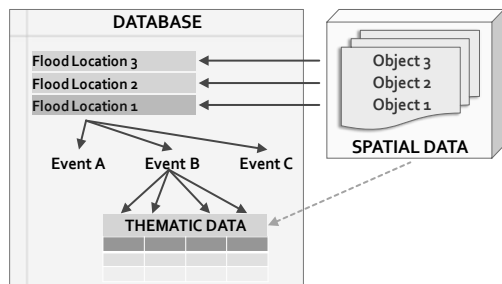 DATABASE
Flood Location 3
Flood Location 2
Flood Location 1
Event A
Event B
Event C
THEMATIC DATA
Object 3
Object 2
Object 1
SPATIAL DATA